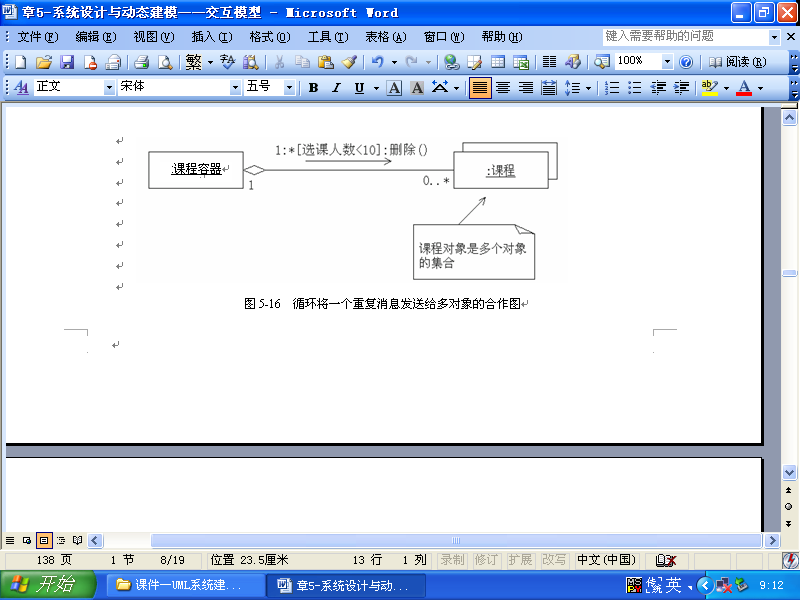 章5-系统设计与动态建模——交互模型 - Microsoft Word
文件(F) 编辑(E) 视图(V) 插入(I) 格式(O) 工具(T) 表格(A) 窗口(W) 帮助(H) 键入需要帮助的问题
繁 100% 阅读(R)
正文 宋体 五号 B I U A A A ab A
1:*[选课人数<10]:删除()
:课程容器 :课程
1 0..*
课程对象是多个对象
的集合
图 5-16 循环将一个重复消息发送给多对象的合作图
138 页 1 节 8/19 位置 23.5厘米 13 行 1 列 录制 修订 扩展 改写 中文(中国)
开始 课件一UML系统建... 章5-系统设计与动... 英 9:12